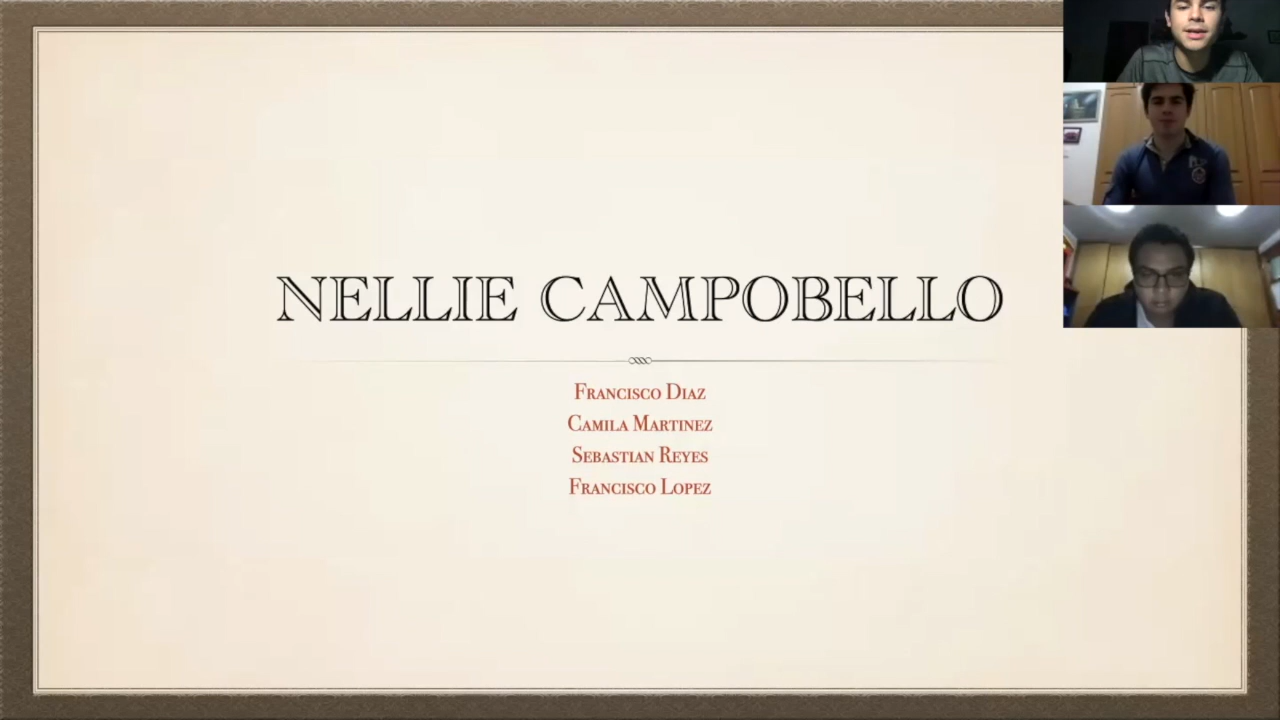 NELLIE CAMPOBELLO
Francisco Diaz
Camila Martinez
Sebastian Reyes
Francisco Lopez